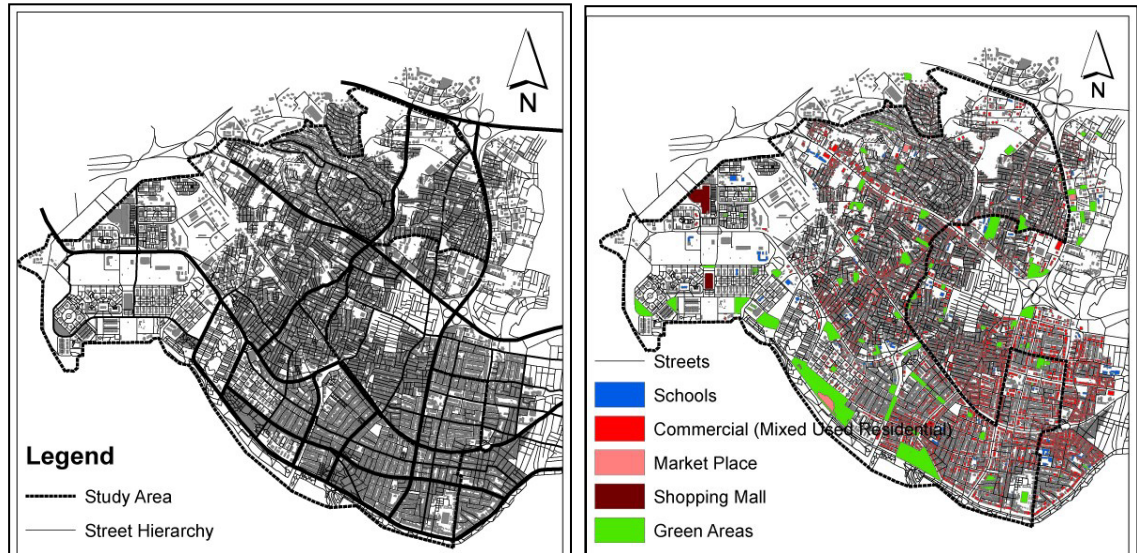 N
Legend
Study Area
Street Hierarchy
N
Streets
Schools
Commercial (Mixed Used Residential)
Market Place
Shopping Mall
Green Areas